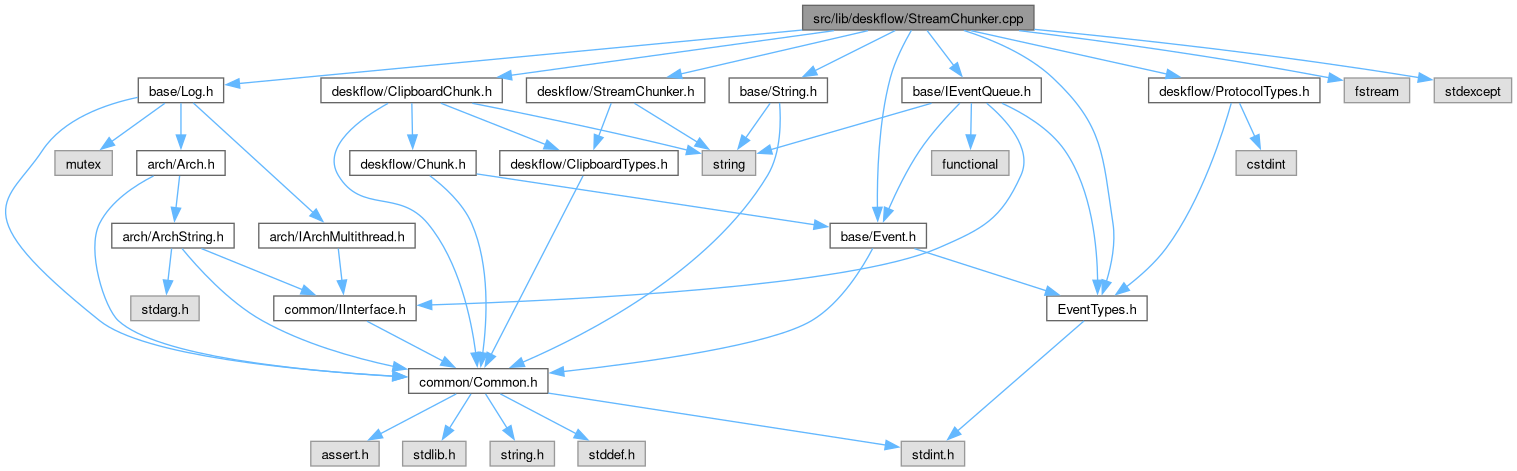 src/lib/deskflow/StreamChunker.cpp
base/Log.h
deskflow/ClipboardChunk.h
deskflow/StreamChunker.h
base/String.h
base/IEventQueue.h
deskflow/ProtocolTypes.h
fstream
stdexcept
mutex
arch/Arch.h
deskflow/Chunk.h
deskflow/ClipboardTypes.h
string
functional
cstdint
arch/ArchString.h
arch/IArchMultithread.h
base/Event.h
stdarg.h
common/IInterface.h
EventTypes.h
common/Common.h
assert.h
stdlib.h
string.h
stddef.h
stdint.h